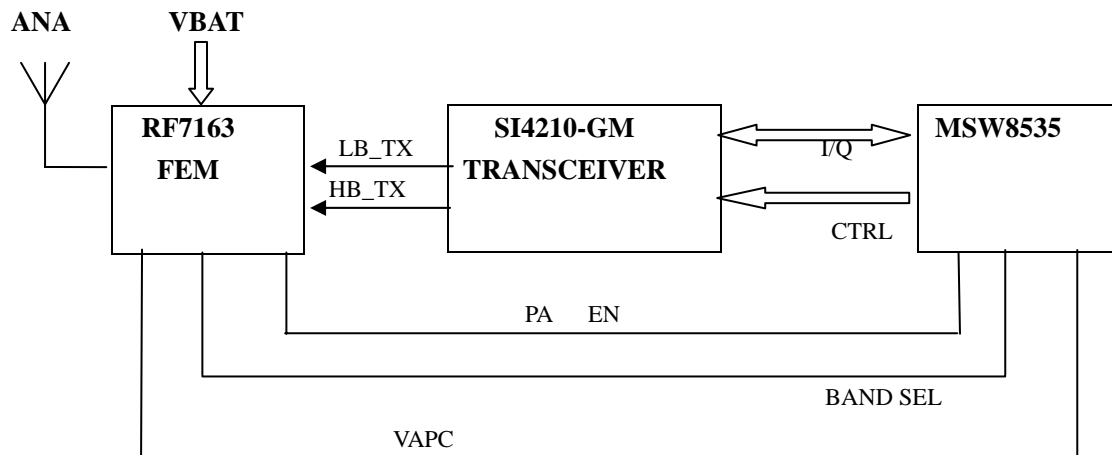 ANA
VBAT
RF7163
FEM
LB_TX
HB_TX
SI4210-GM
TRANSCEIVER
I/Q
CTRL
MSW8535
PA EN
BAND SEL
VAPC